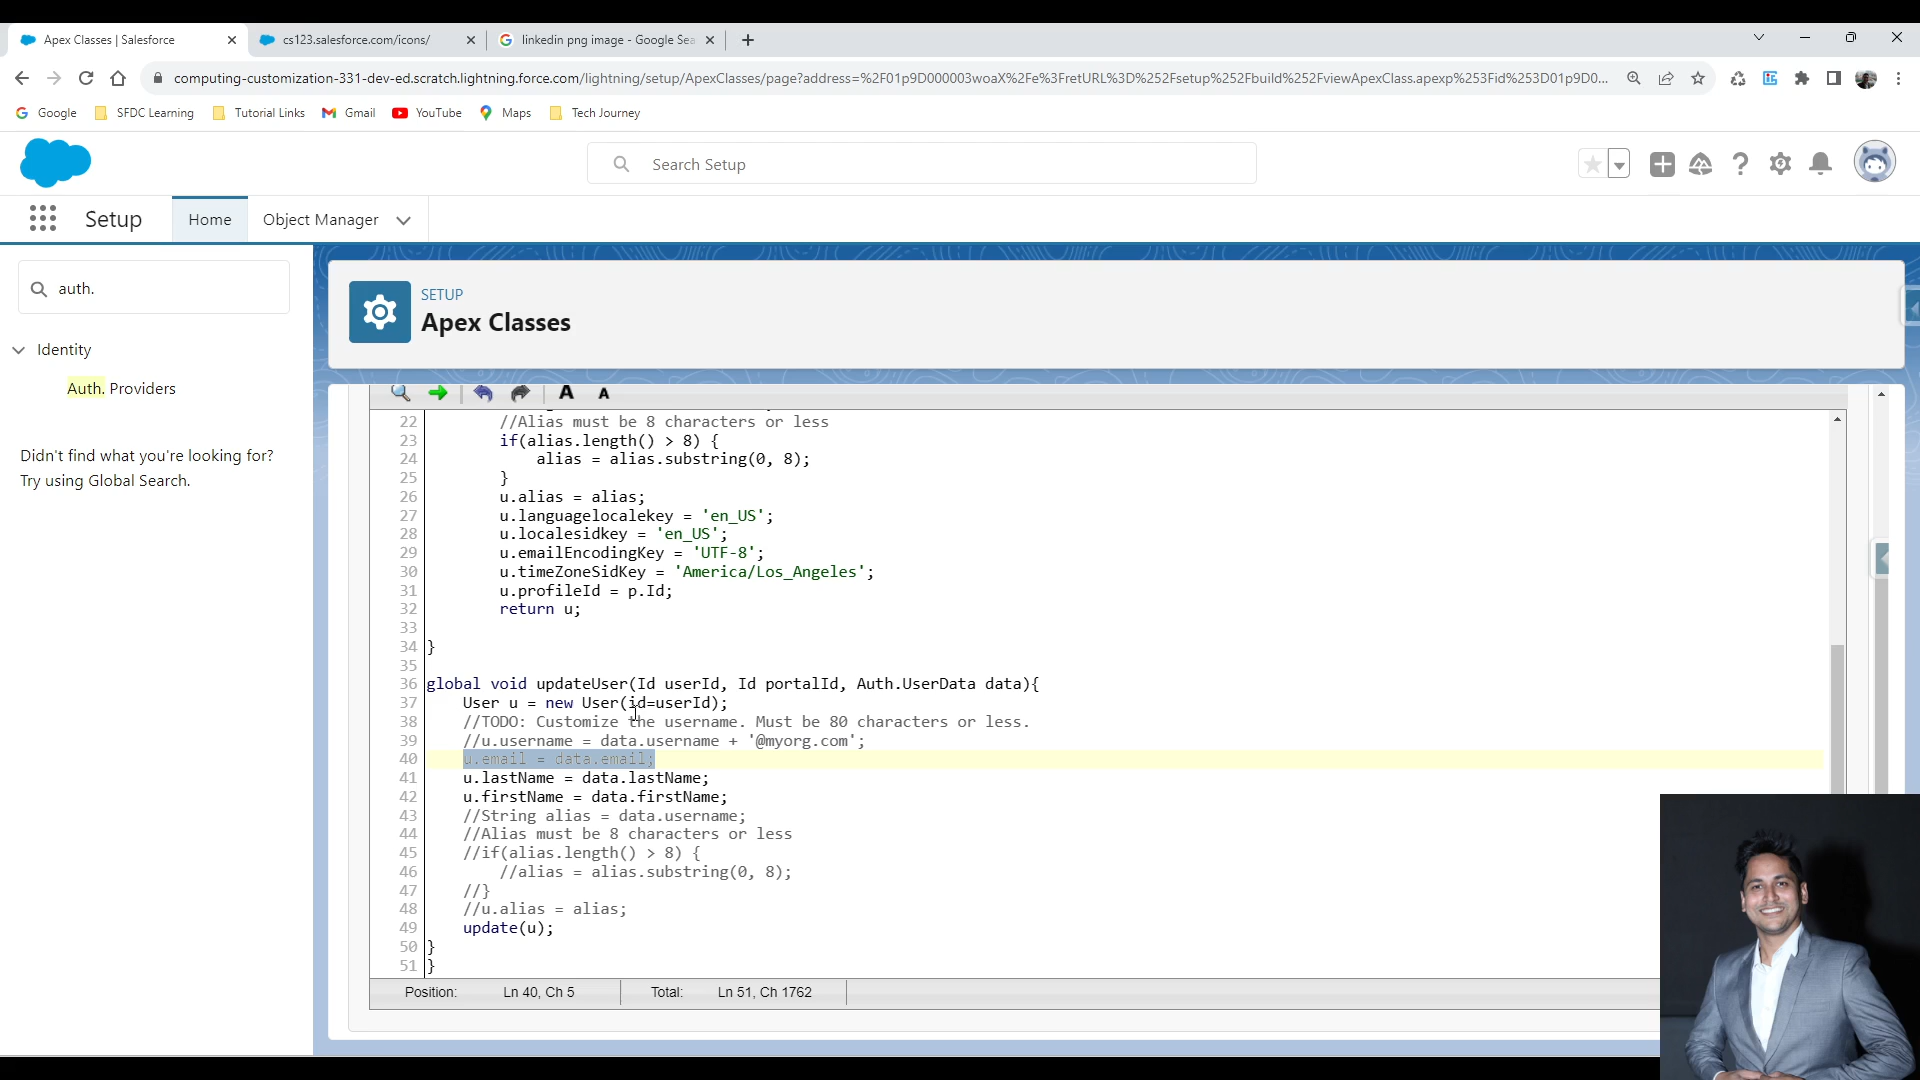 Apex Classes | Salesforce
cs123.salesforce.com/icons/
linkedin png image - Google Sea
computing-customization-331-dev-ed.scratch.lightning.force.com/lightning/setup/ApexClasses/page?address=%2F01p9D000003woaX%2Fe%3FretURL%3D%252Fsetup%252Fbuild%252FviewApexClass.apexp%253Fid%253D01p9D0...
Google
SFDC Learning
Tutorial Links
Gmail
YouTube
Maps
Tech Journey
Search Setup
Setup
Home
Object Manager
auth.
Identity
Auth. Providers
Didn't find what you're looking for?
Try using Global Search.
SETUP
Apex Classes
A A
22 //Alias must be 8 characters or less
23 if(alias.length() > 8) {
24 alias = alias.substring(0, 8);
25 }
26 u.alias = alias;
27 u.languagelocalekey = 'en_US';
28 u.localesidkey = 'en_US';
29 u.emailEncodingKey = 'UTF-8';
30 u.timeZoneSidKey = 'America/Los_Angeles';
31 u.profileId = p.Id;
32 return u;
33
34 }
35
36 global void updateUser(Id userId, Id portalId, Auth.UserData data){
37 User u = new User(id=userId);
38 //TODO: Customize the username. Must be 80 characters or less.
39 //u.username = data.username + '@myorg.com';
40 u.email = data.email;
41 u.lastName = data.lastName;
42 u.firstName = data.firstName;
43 //String alias = data.username;
44 //Alias must be 8 characters or less
45 //if(alias.length() > 8) {
46 //alias = alias.substring(0, 8);
47 //}
48 //u.alias = alias;
49 update(u);
50 }
51 }
Position: Ln 40, Ch 5 Total: Ln 51, Ch 1762